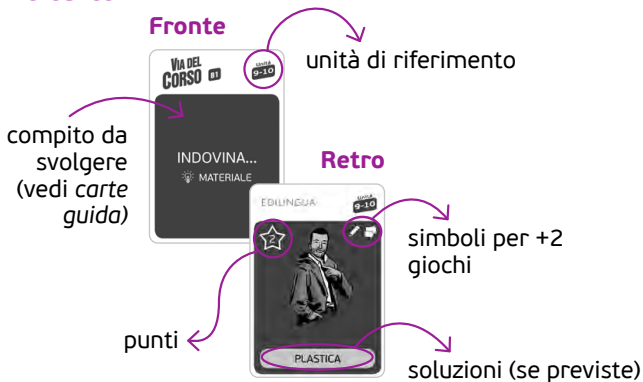 Fronte
unità di riferimento
VIA DEL
CORSO B1
Unità
9-10
compito da
svolgere
(vedi carte
guida)
INDOVINA...
MATERIALE
Retro
EDILINGUA
Unità
9-10
2
simboli per +2
giochi
punti
PLASTICA
soluzioni (se previste)